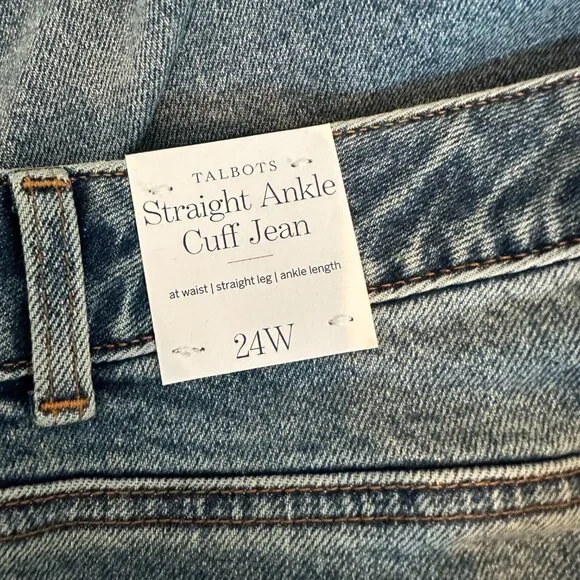 TALBOTS
Straight Ankle
Cuff Jean
at waist | straight leg | ankle length
24W